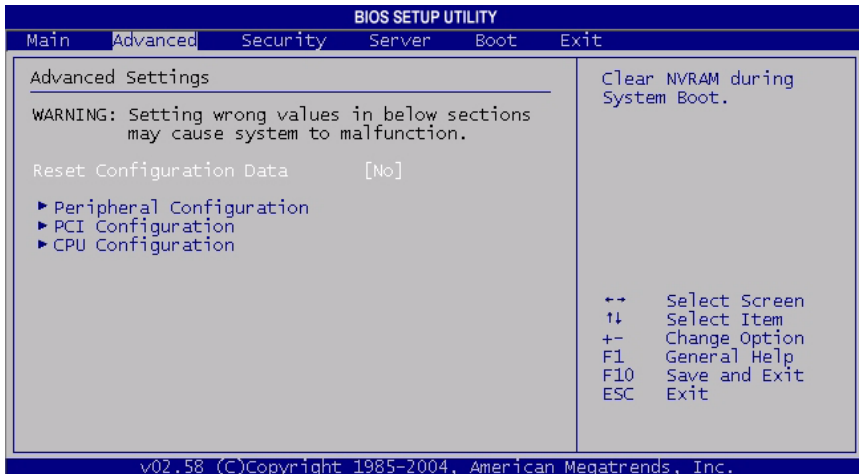 BIOS SETUP UTILITY
Main Advanced Security Server Boot Exit
Advanced Settings
WARNING: Setting wrong values in below sections
may cause system to malfunction.
Reset Configuration Data [No]
►Peripheral Configuration
►PCI Configuration
►CPU Configuration
Clear NVRAM during
System Boot.
←→ Select Screen
↑↓ Select Item
+- Change Option
F1 General Help
F10 Save and Exit
ESC Exit
v02.58 (C)Copyright 1985-2004, American Megatrends, Inc.